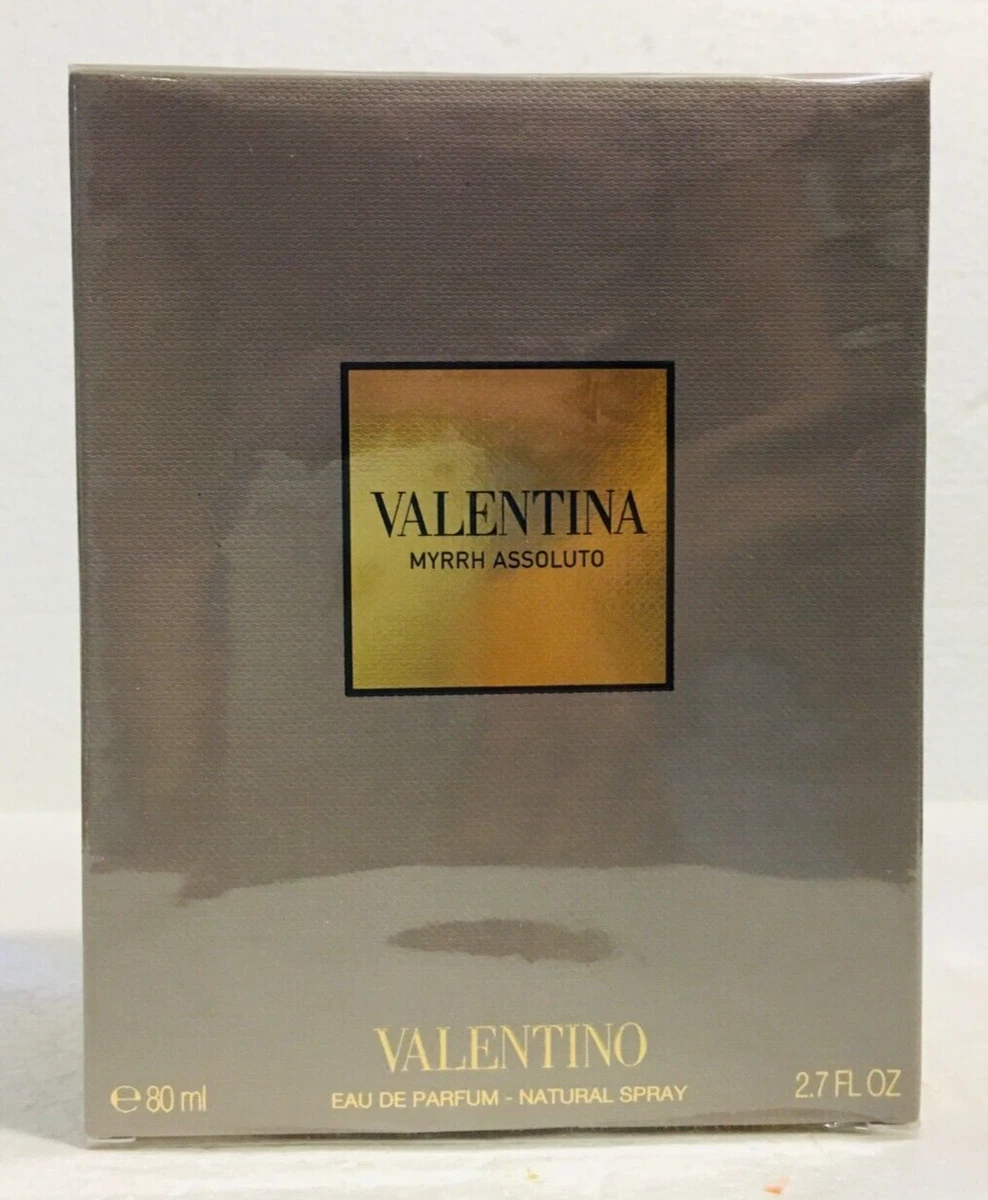 VALENTINA
MYRRH ASSOLUTO
VALENTINO
℮ 80 ml
EAU DE PARFUM - NATURAL SPRAY
2.7 FL OZ